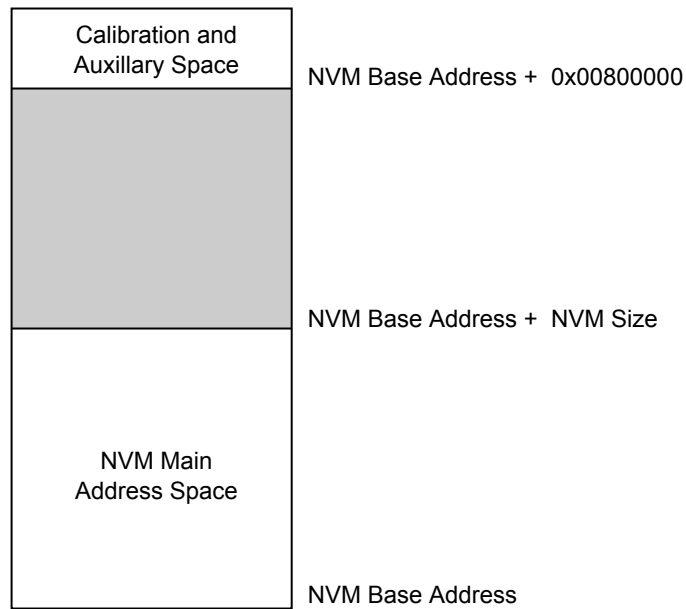 Calibration and
Auxillary Space
NVM Base Address + 0x00800000
NVM Base Address + NVM Size
NVM Main
Address Space
NVM Base Address